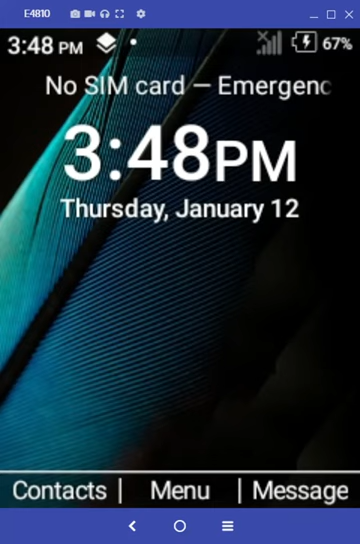 E4810
3:48 PM 67%
No SIM card — Emergenc
3:48PM
Thursday, January 12
Contacts | Menu | Message